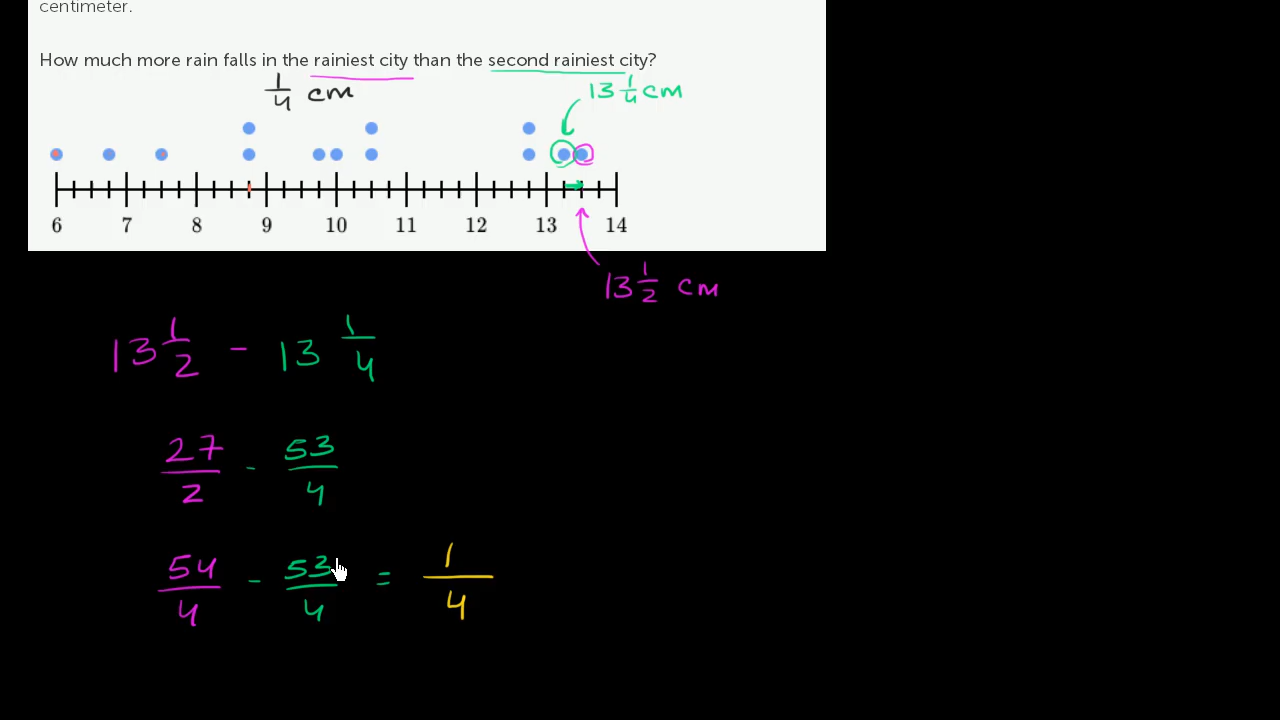 centimeter.
How much more rain falls in the rainiest city than the second rainiest city?
1/4 cm
13 1/4 cm
6 7 8 9 10 11 12 13 14
13 1/2 cm
13 1/2 - 13 1/4
27/2 - 53/4
54/4 - 53/4 = 1/4